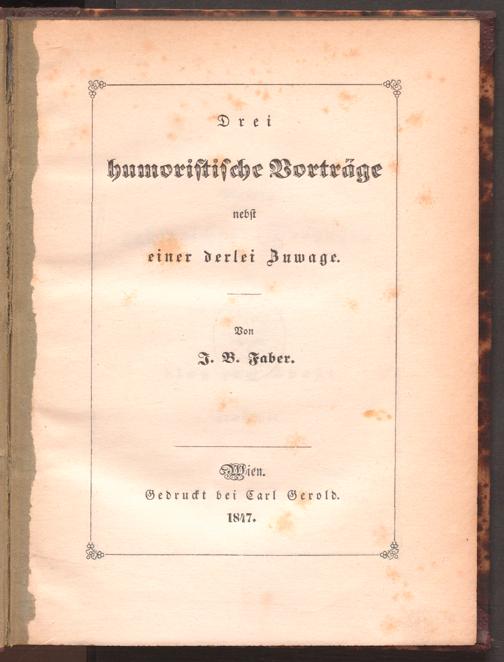 Drei
humoristische Vorträge
nebst
einer derlei Zuwage.
Von
J. B. Faber.
Wien.
Gedruckt bei Carl Gerold.
1847.